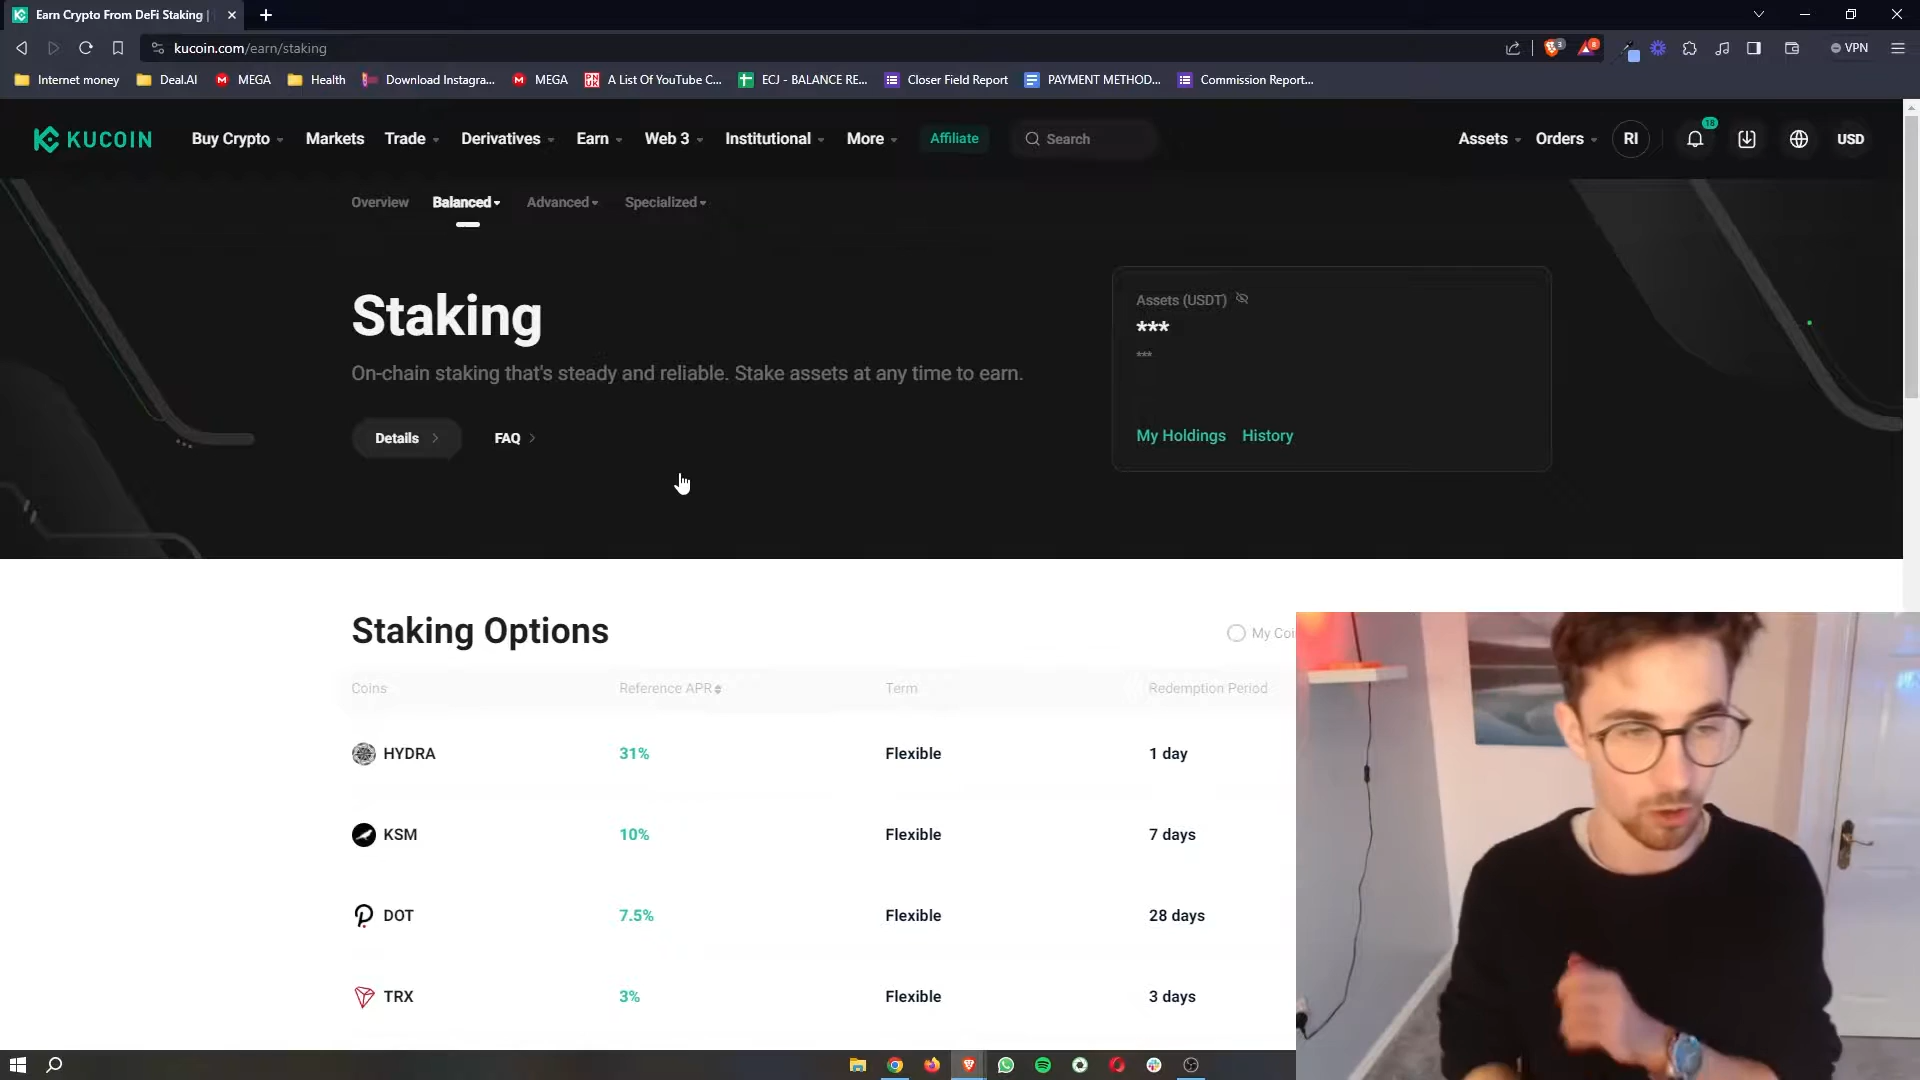 Earn Crypto From DeFi Staking |
kucoin.com/earn/staking
3
8
VPN
Internet money
Deal.AI
MEGA
Health
Download Instagra...
MEGA
A List Of YouTube C...
ECJ - BALANCE RE...
Closer Field Report
PAYMENT METHOD...
Commission Report...
KUCOIN
Buy Crypto
Markets
Trade
Derivatives
Earn
Web 3
Institutional
More
Affiliate
Search
Assets
Orders
RI
18
USD
Overview
Balanced
Advanced
Specialized
Staking
On-chain staking that's steady and reliable. Stake assets at any time to earn.
Details
FAQ
Assets (USDT)
***
***
My Holdings
History
Staking Options
My Coi
Coins
Reference APR
Term
Redemption Period
HYDRA
31%
Flexible
1 day
KSM
10%
Flexible
7 days
DOT
7.5%
Flexible
28 days
TRX
3%
Flexible
3 days